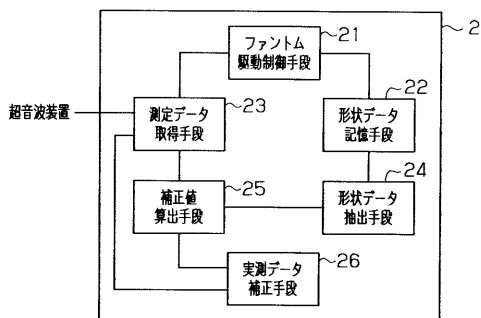 21
2
ファントム
駆動制御手段
超音波装置
23
測定データ
取得手段
22
形状データ
記憶手段
25
補正値
算出手段
24
形状データ
抽出手段
26
実測データ
補正手段